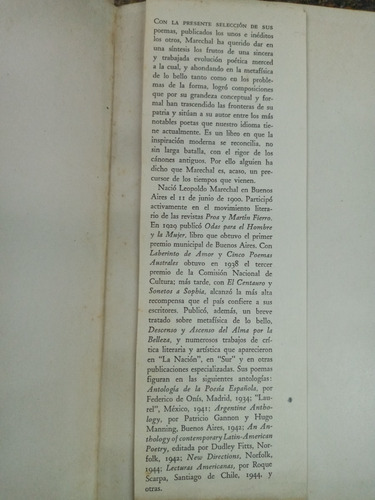 CON LA PRESENTE SELECCIÓN DE SUS
poemas, publicados los unos e inéditos
los otros, Marechal ha querido dar en
una síntesis los frutos de una sincera
y trabajada evolución poética merced
a la cual, y ahondando en la metafísica
de lo bello tanto como en los proble-
mas de la forma, logró composiciones
que por su grandeza conceptual y for-
mal han trascendido las fronteras de su
patria y sitúan a su autor entre los más
notables poetas que nuestro idioma tie-
ne actualmente. Es un libro en que la
inspiración moderna se reconcilia, no
sin larga batalla, con el rigor de los
cánones antiguos. Por ello alguien ha
dicho que Marechal es, acaso, un pre-
cursor de los tiempos que vienen.
Nació Leopoldo Marechal en Buenos
Aires el 11 de junio de 1900. Participó
activamente en el movimiento litera-
rio de las revistas Proa y Martín Fierro.
En 1929 publicó Odas para el Hombre
y la Mujer, libro que obtuvo el primer
premio municipal de Buenos Aires. Con
Laberinto de Amor y Cinco Poemas
Australes obtuvo en 1938 el tercer
premio de la Comisión Nacional de
Cultura; más tarde, con El Centauro y
Sonetos a Sophia, alcanzó la más alta
recompensa que el país confiere a sus
escritores. Publicó, además, un breve
tratado sobre metafísica de lo bello,
Descenso y Ascenso del Alma por la
Belleza, y numerosos trabajos de crí-
tica literaria y artística que aparecieron
en "La Nación", en "Sur" y en otras
publicaciones especializadas. Sus poemas
figuran en las siguientes antologías:
Antología de la Poesía Española, por
Federico de Onís, Madrid, 1934; "Lau-
rel", México, 1941; Argentine Antho-
logy, por Patricio Gannen y Hugo
Manning, Buenos Aires, 1942; An An-
thology of contemporary Latin-American
Poetry, editada por Dudley Fitts, Nor-
folk, 1942; New Directions, Norfolk,
1944; Lecturas Americanas, por Roque
Scarpa, Santiago de Chile, 1944, y
otras.